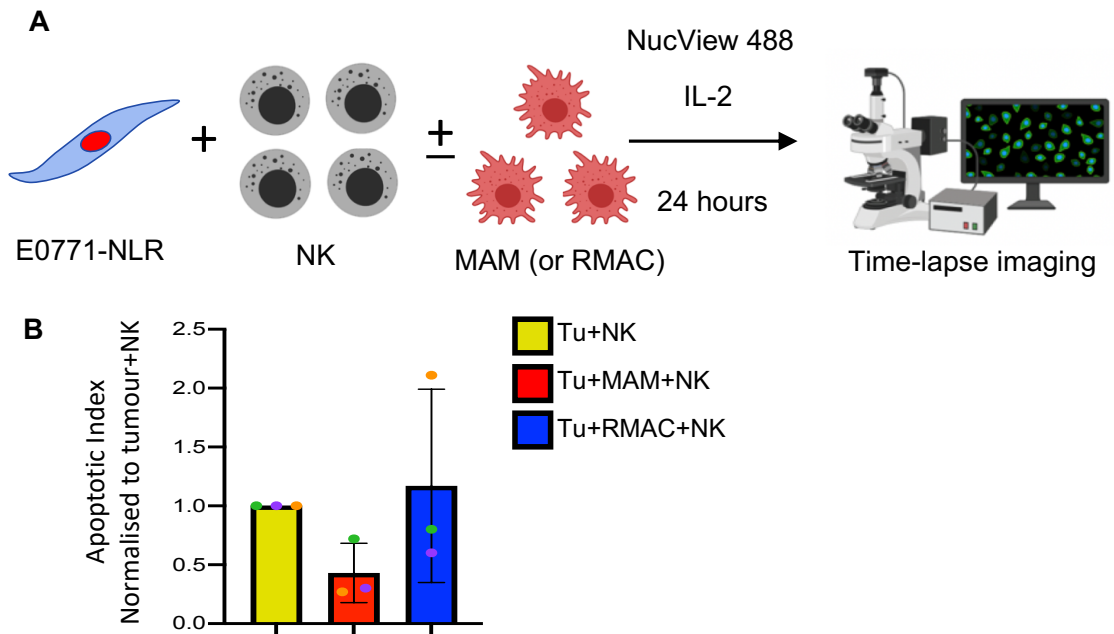 A
NucView 488
IL-2
24 hours
+
±
E0771-NLR
NK
MAM (or RMAC)
Time-lapse imaging
B
Apoptotic Index
Normalised to tumour+NK
2.5
2.0
1.5
1.0
0.5
0.0
Tu+NK
Tu+MAM+NK
Tu+RMAC+NK